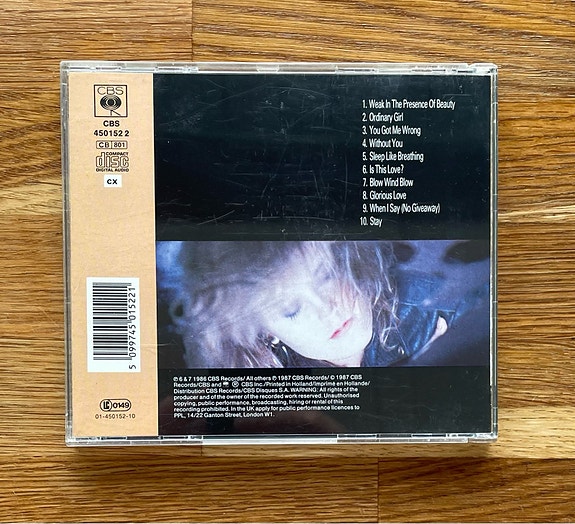 CBS
CBS
450152 2
CB 801
COMPACT
disc
DIGITAL AUDIO
CX
5 099745 015221
0149
01-450152-10
1. Weak In The Presence Of Beauty
2. Ordinary Girl
3. You Got Me Wrong
4. Without You
5. Sleep Like Breathing
6. Is This Love?
7. Blow Wind Blow
8. Glorious Love
9. When I Say (No Giveaway)
10. Stay
℗ 6 & 7 1986 CBS Records/ All others ℗ 1987 CBS Records/ © 1987 CBS
Records/CBS and ® CBS Inc./Printed in Holland/Imprimé en Hollande/
Distribution CBS Records/CBS Disques S.A. WARNING: All rights of the
producer and of the owner of the recorded work reserved. Unauthorised
copying, public performance, broadcasting, hiring or rental of this
recording prohibited. In the UK apply for public performance licences to
PPL, 14/22 Ganton Street, London W1.